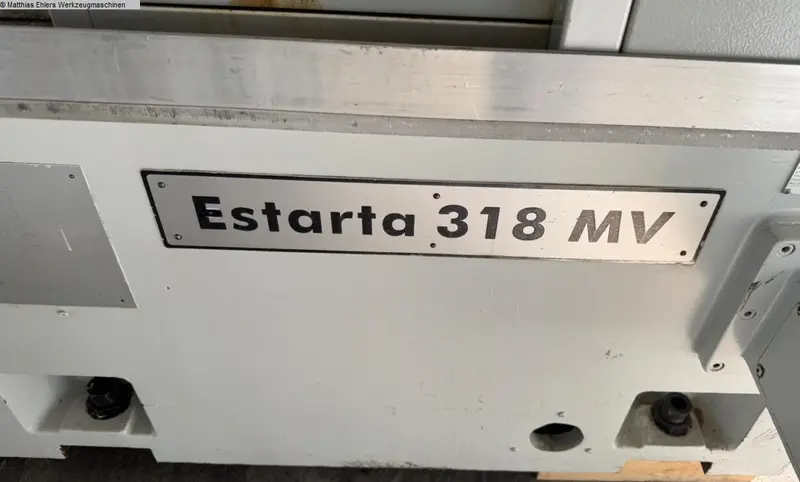 © Matthias Ehlers Werkzeugmaschinen
Estarta 318 MV